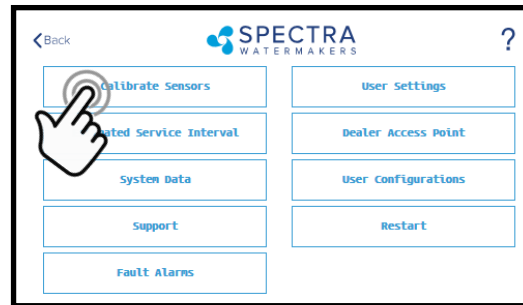 Back
SPECTRA
WATERMAKERS
?
Calibrate Sensors
User Settings
Service Interval
Dealer Access Point
System Data
User Configurations
Support
Restart
Fault Alarms